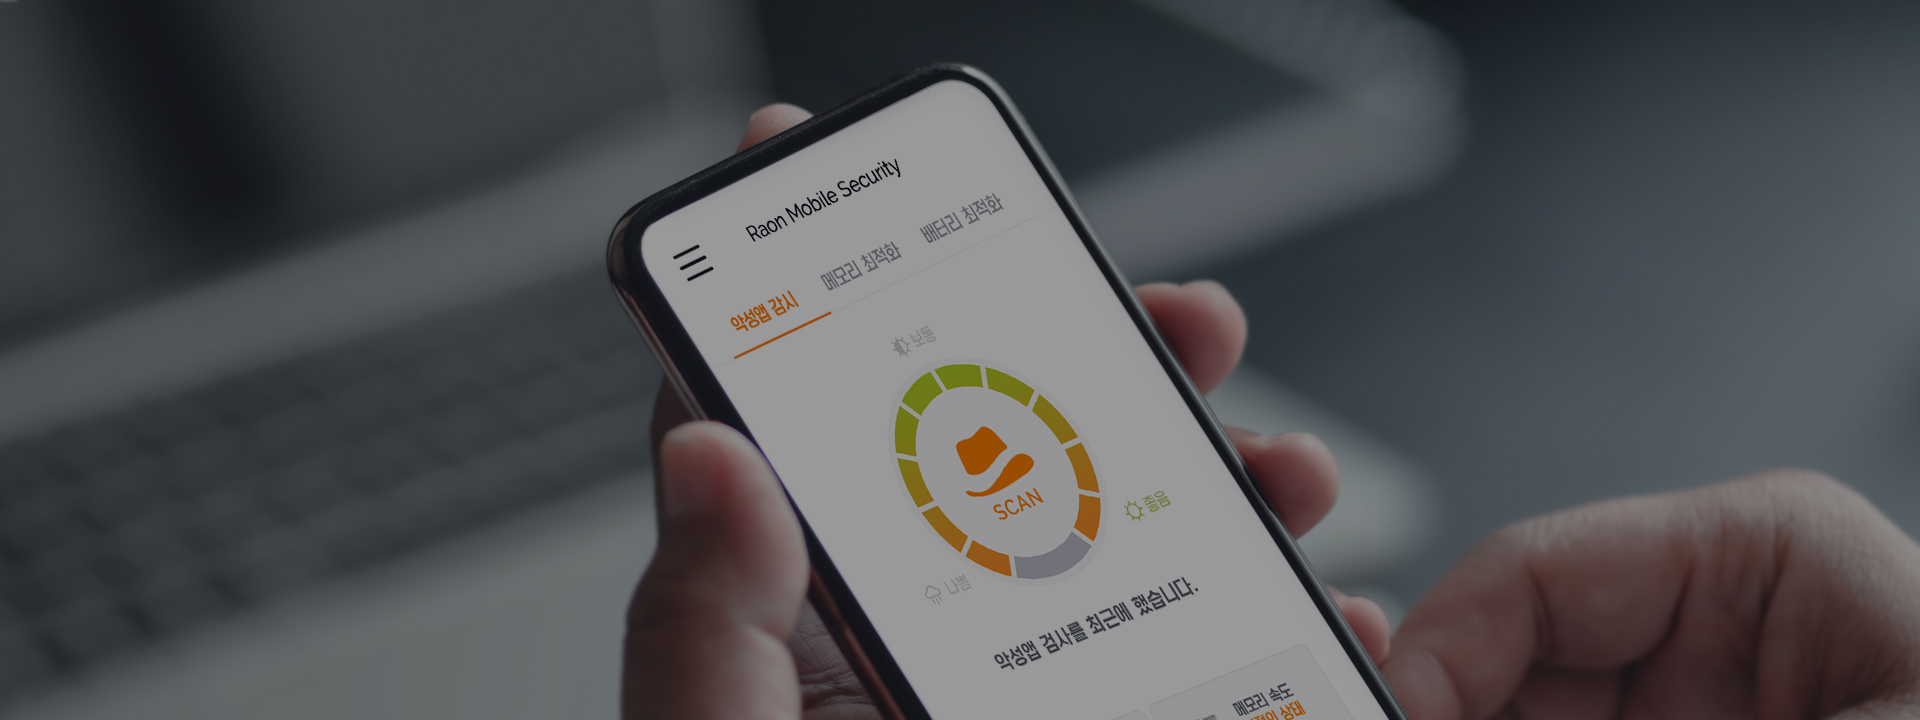 Raon Mobile Security
악성앱 감시
메모리 최적화
배터리 최적화
보통
SCAN
좋음
나쁨
악성앱 검사를 최근에 했습니다.
메모리 속도
상태